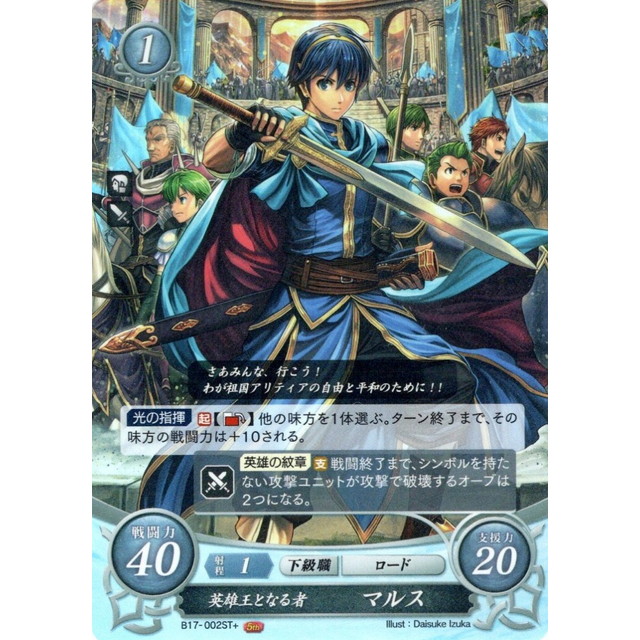 1
さあみんな、行こう!
わが祖国アリティアの自由と平和のために!!
光の指揮 起【】他の味方を1体選ぶ。ターン終了まで、その
味方の戦闘力は+10される。
英雄の紋章 支 戦闘終了まで、シンボルを持た
ない攻撃ユニットが攻撃で破壊するオーブは
2つになる。
戦闘力
40
射程 1
下級職
ロード
支援力
20
英雄王となる者 マルス
B17-002ST+
Illust: Daisuke Izuka